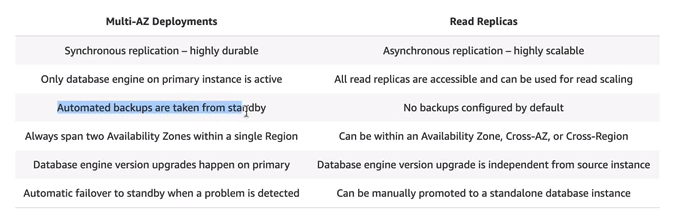 Multi-AZ Deployments Read Replicas
Synchronous replication – highly durable Asynchronous replication – highly scalable
Only database engine on primary instance is active All read replicas are accessible and can be used for read scaling
Automated backups are taken from standby No backups configured by default
Always span two Availability Zones within a single Region Can be within an Availability Zone, Cross-AZ, or Cross-Region
Database engine version upgrades happen on primary Database engine version upgrade is independent from source instance
Automatic failover to standby when a problem is detected Can be manually promoted to a standalone database instance